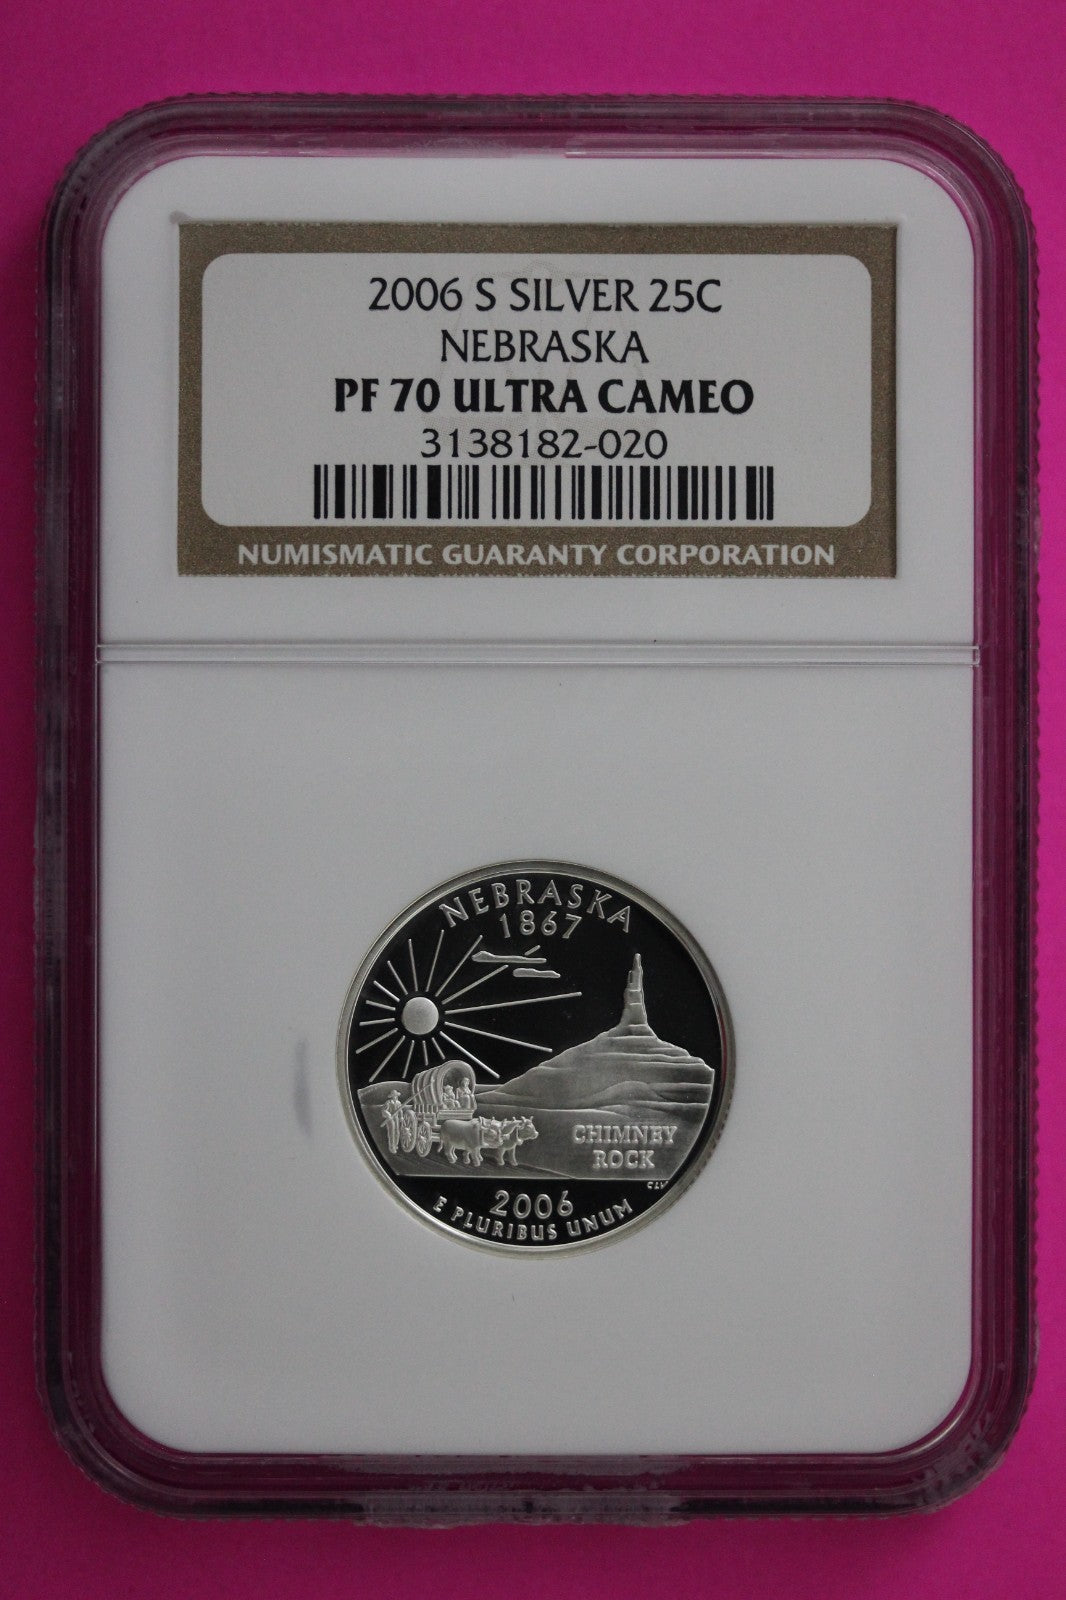 2006 S SILVER 25C
NEBRASKA
PF 70 ULTRA CAMEO
3138182-020
NUMISMATIC GUARANTY CORPORATION
NEBRASKA
1867
CHIMNEY
ROCK
CLV
2006
E PLURIBUS UNUM